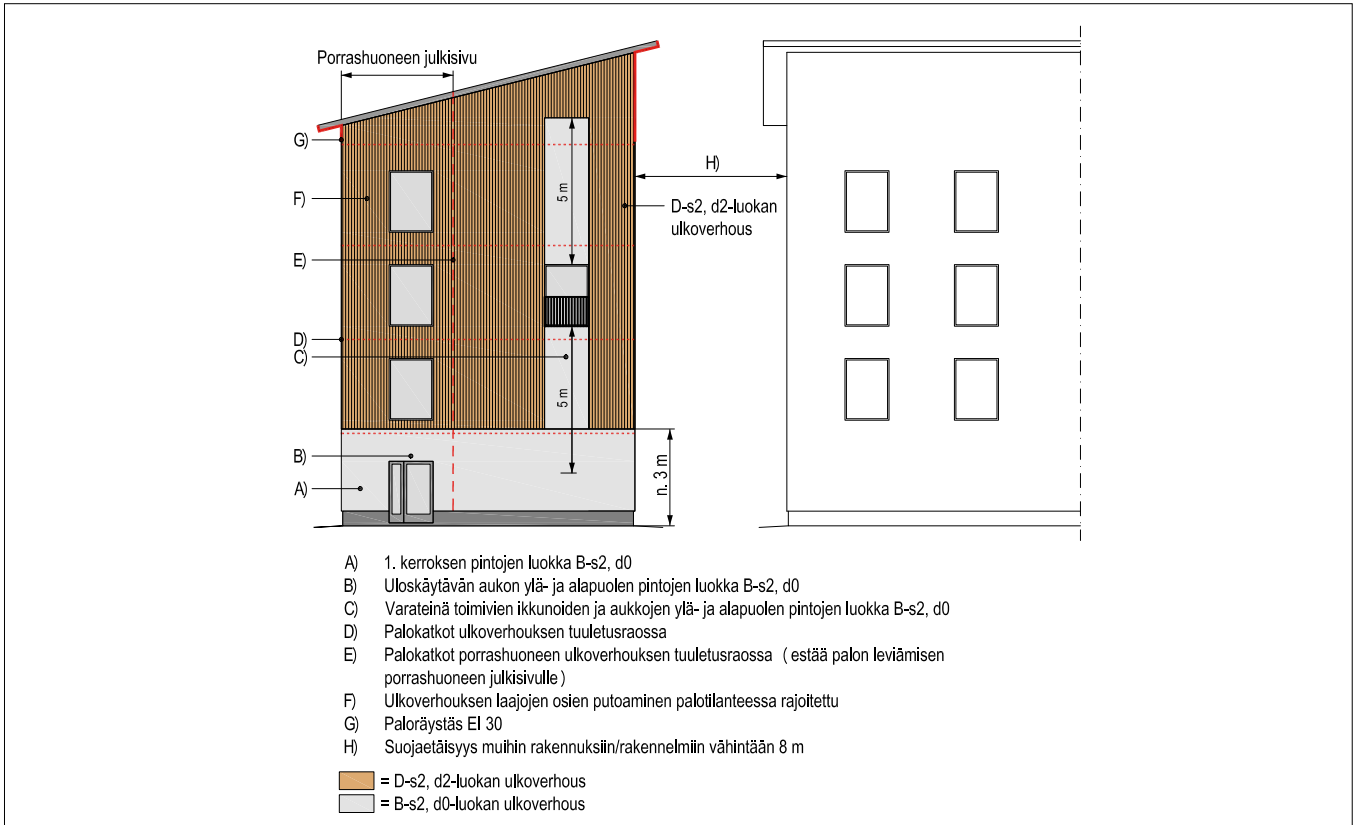 Porrashuoneen julkisivu
G)
F)
E)
D)
C)
B)
A)
5 m
5 m
n. 3 m
H)
D-s2, d2-luokan
ulkoverhous
A) 1. kerroksen pintojen luokka B-s2, d0
B) Uloskäytävän aukon ylä- ja alapuolen pintojen luokka B-s2, d0
C) Varateinä toimivien ikkunoiden ja aukkojen ylä- ja alapuolen pintojen luokka B-s2, d0
D) Palokatkot ulkoverhouksen tuuletusraossa
E) Palokatkot porrashuoneen ulkoverhouksen tuuletusraossa ( estää palon leviämisen
porrashuoneen julkisivulle )
F) Ulkoverhouksen laajojen osien putoaminen palotilanteessa rajoitettu
G) Paloräystäs EI 30
H) Suojaetäisyys muihin rakennuksiin/rakennelmiin vähintään 8 m
= D-s2, d2-luokan ulkoverhous
= B-s2, d0-luokan ulkoverhous